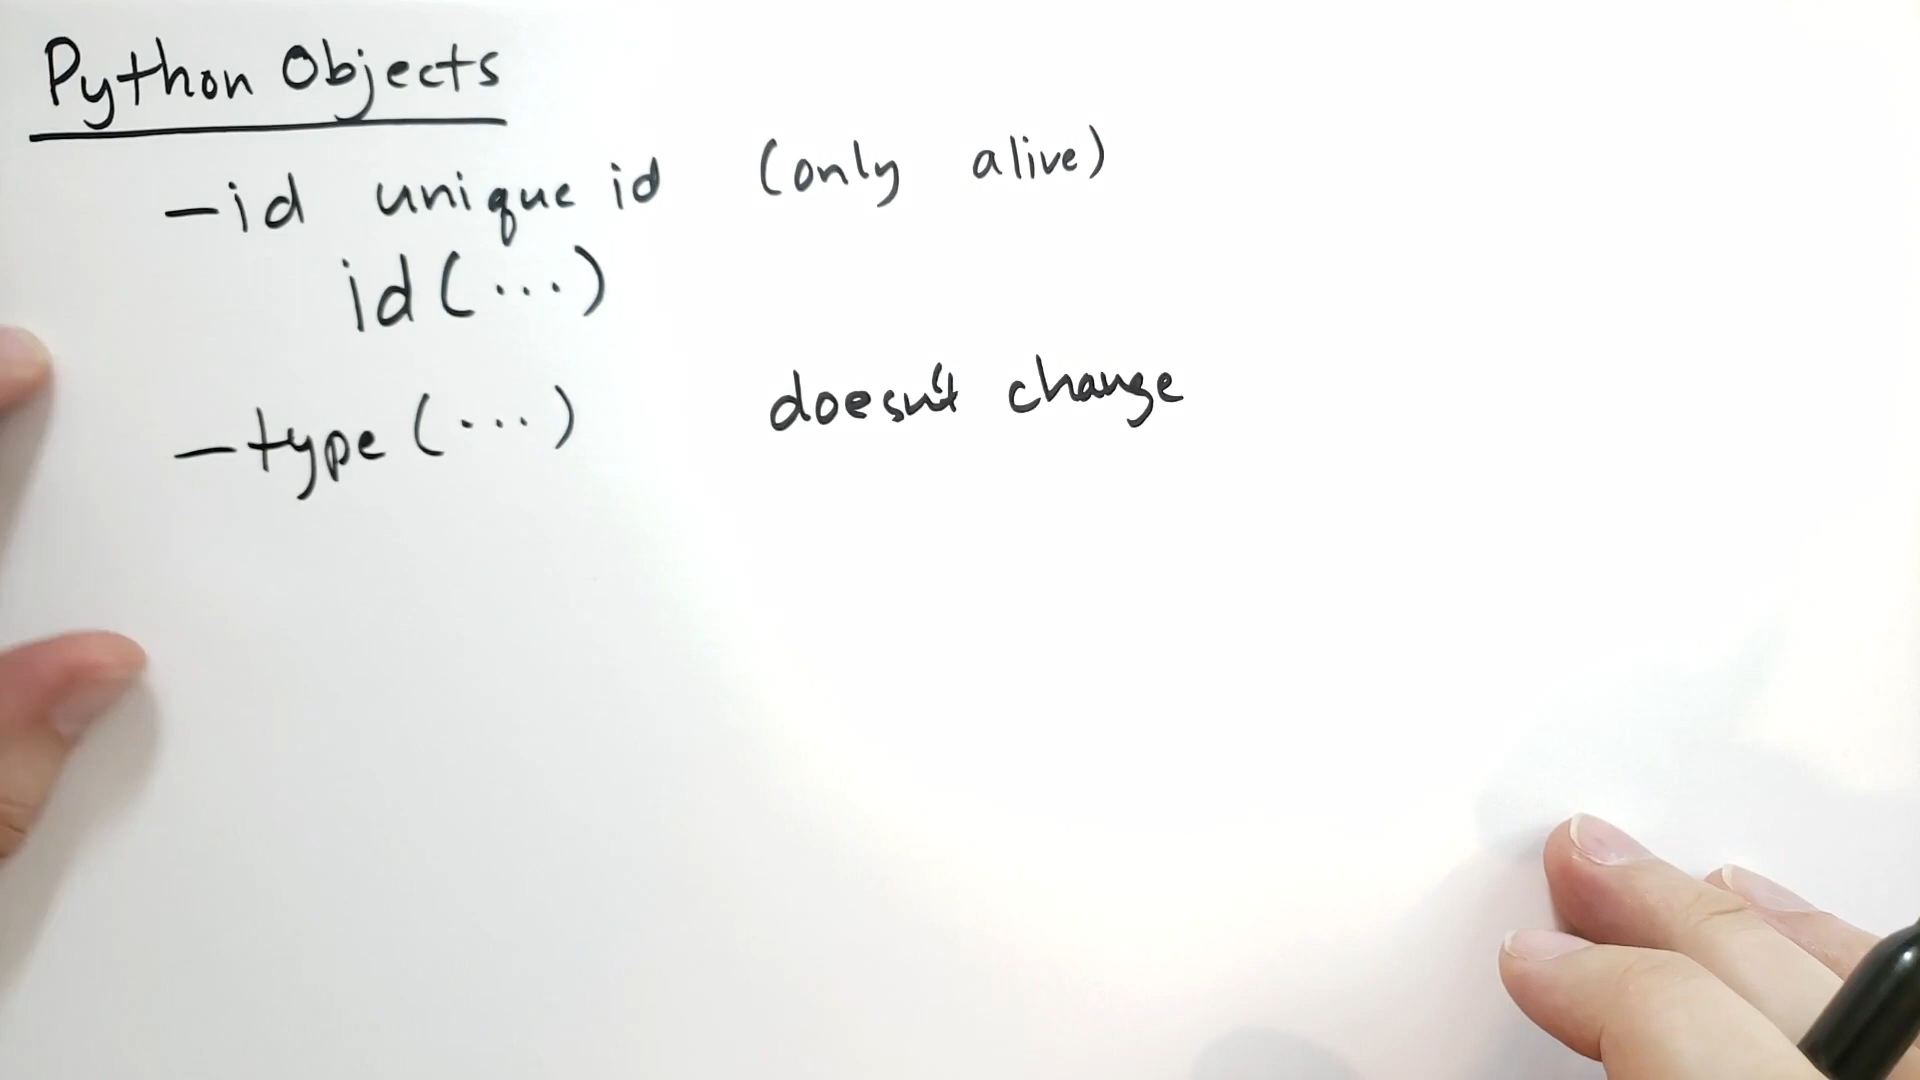 Python Objects
-id unique id (only alive)
id(...)
-type(...) doesn't change